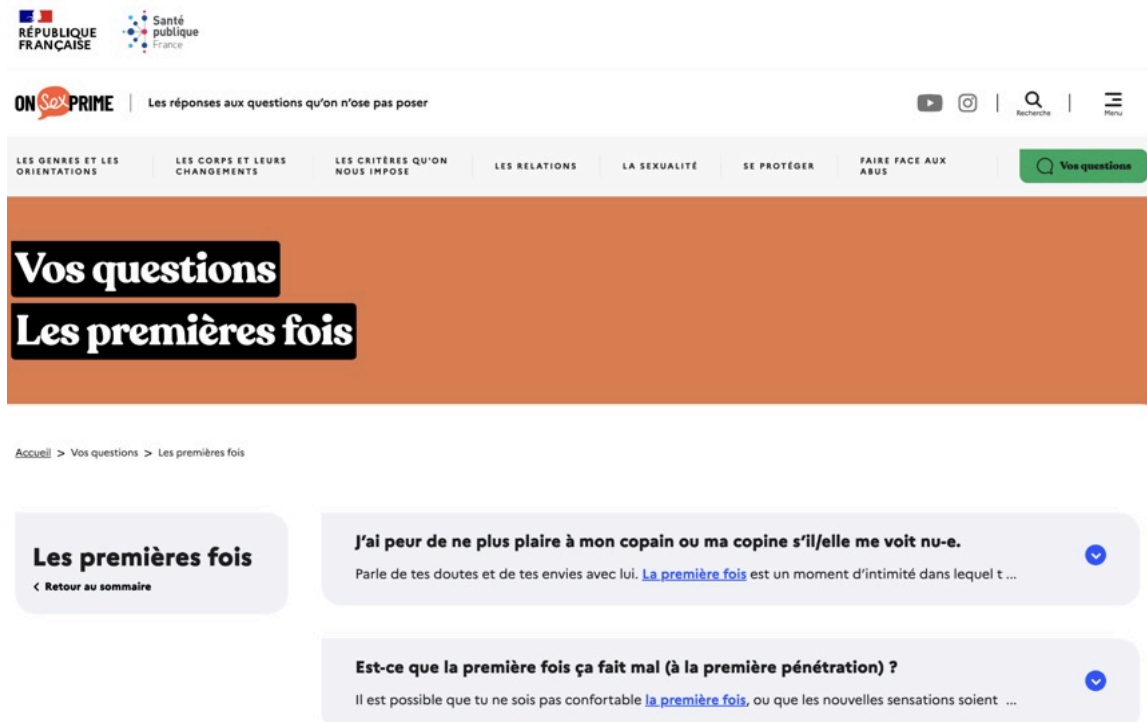 RÉPUBLIQUE
FRANÇAISE
Santé
publique
France
ON SexPRIME
Les réponses aux questions qu'on n'ose pas poser
Recherche
Menu
LES GENRES ET LES
ORIENTATIONS
LES CORPS ET LEURS
CHANGEMENTS
LES CRITÈRES QU'ON
NOUS IMPOSE
LES RELATIONS
LA SEXUALITÉ
SE PROTÉGER
FAIRE FACE AUX
ABUS
Vos questions
Vos questions
Les premières fois
Accueil > Vos questions > Les premières fois
Les premières fois
< Retour au sommaire
J'ai peur de ne plus plaire à mon copain ou ma copine s'il/elle me voit nu-e.
Parle de tes doutes et de tes envies avec lui. La première fois est un moment d'intimité dans lequel t ...
Est-ce que la première fois ça fait mal (à la première pénétration) ?
Il est possible que tu ne sois pas confortable la première fois, ou que les nouvelles sensations soient ...